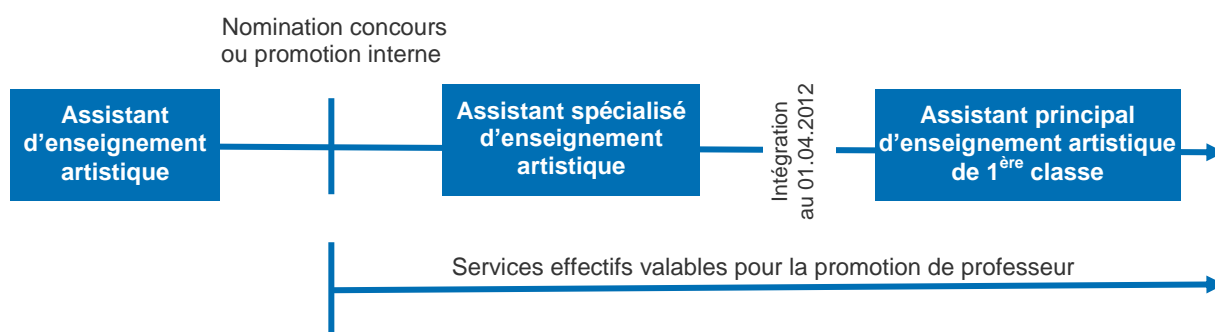 Nomination concours
ou promotion interne
Assistant
d'enseignement
artistique
Assistant spécialisé
d'enseignement
artistique
Intégration
au 01.04.2012
Assistant principal
d'enseignement artistique
de 1ère classe
Services effectifs valables pour la promotion de professeur